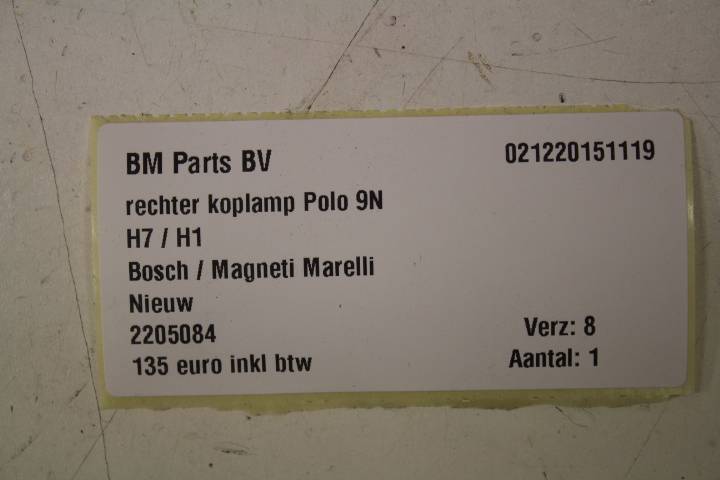 BM Parts BV 021220151119
rechter koplamp Polo 9N
H7 / H1
Bosch / Magneti Marelli
Nieuw
2205084 Verz: 8
135 euro inkl btw Aantal: 1